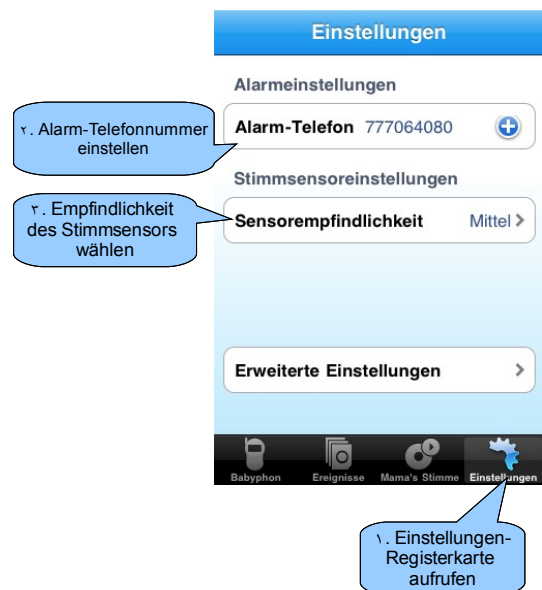 Einstellungen
Alarmeinstellungen
٢. Alarm-Telefonnummer
einstellen
Alarm-Telefon 777064080
Stimmsensoreinstellungen
٣. Empfindlichkeit
des Stimmsensors
wählen
Sensorempfindlichkeit Mittel >
Erweiterte Einstellungen >
Babyphon Ereignisse Mama's Stimme Einstellungen
١. Einstellungen-
Registerkarte
aufrufen